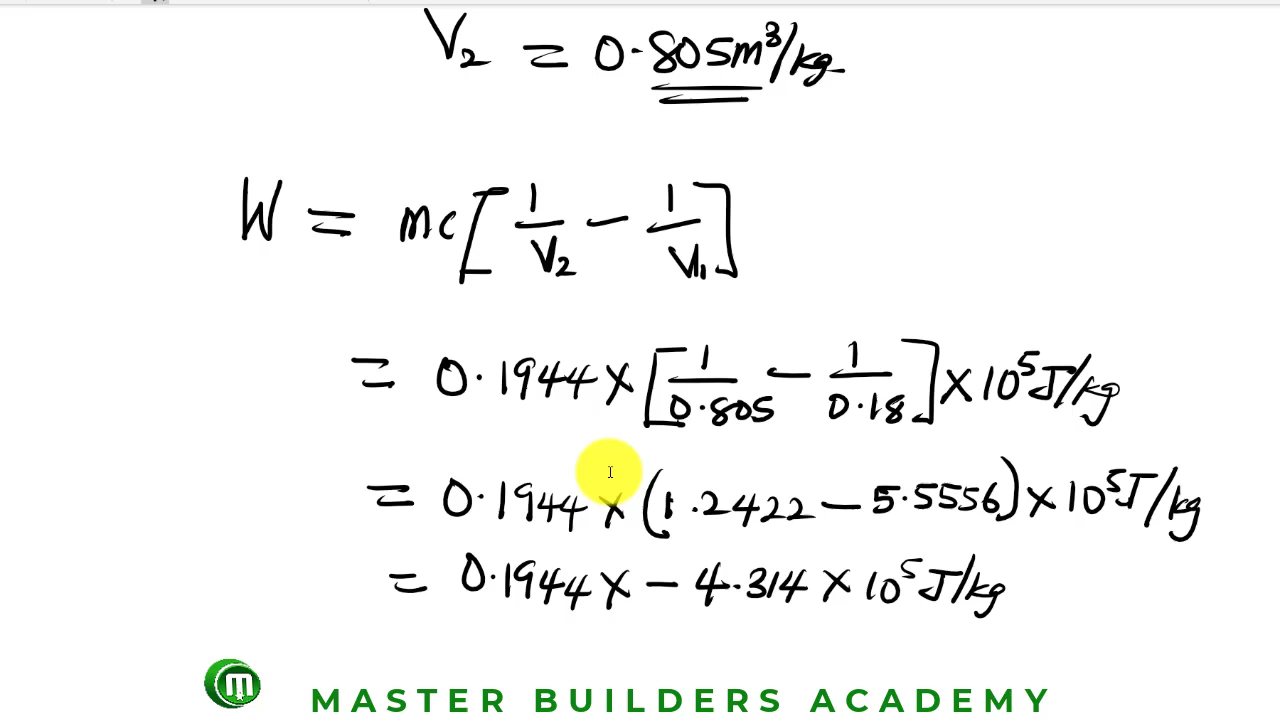 V₂ = 0.805m³/kg
W = mc[1/V₂ - 1/V₁]
= 0.1944 × [1/0.805 - 1/0.18] × 10⁵J/kg
= 0.1944 × (1.2422 - 5.5556) × 10⁵J/kg
= 0.1944 × - 4.314 × 10⁵J/kg
m MASTER BUILDERS ACADEMY